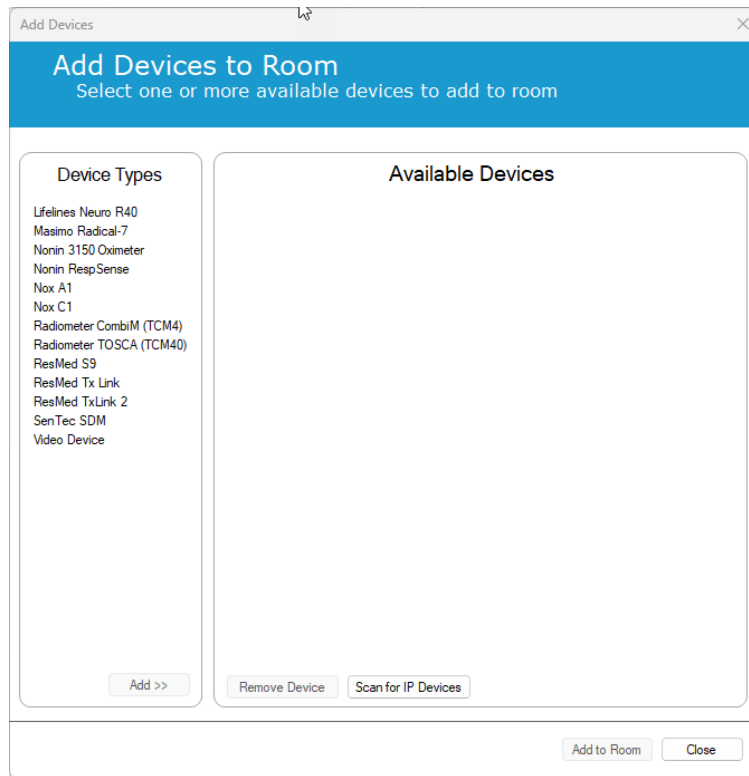 Add Devices
Add Devices to Room
Select one or more available devices to add to room
Device Types
Lifelines Neuro R40
Masimo Radical-7
Nonin 3150 Oximeter
Nonin RespSense
Nox A1
Nox C1
Radiometer CombiM (TCM4)
Radiometer TOSCA (TCM40)
ResMed S9
ResMed Tx Link
ResMed TxLink 2
SenTec SDM
Video Device
Add >>
Available Devices
Remove Device
Scan for IP Devices
Add to Room
Close